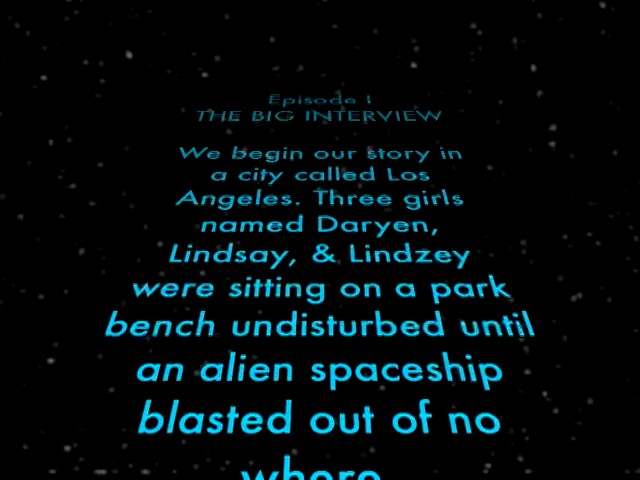 Episode I
THE BIG INTERVIEW
We begin our story in
a city called Los
Angeles. Three girls
named Daryen,
Lindsay, & Lindzey
were sitting on a park
bench undisturbed until
an alien spaceship
blasted out of no
where